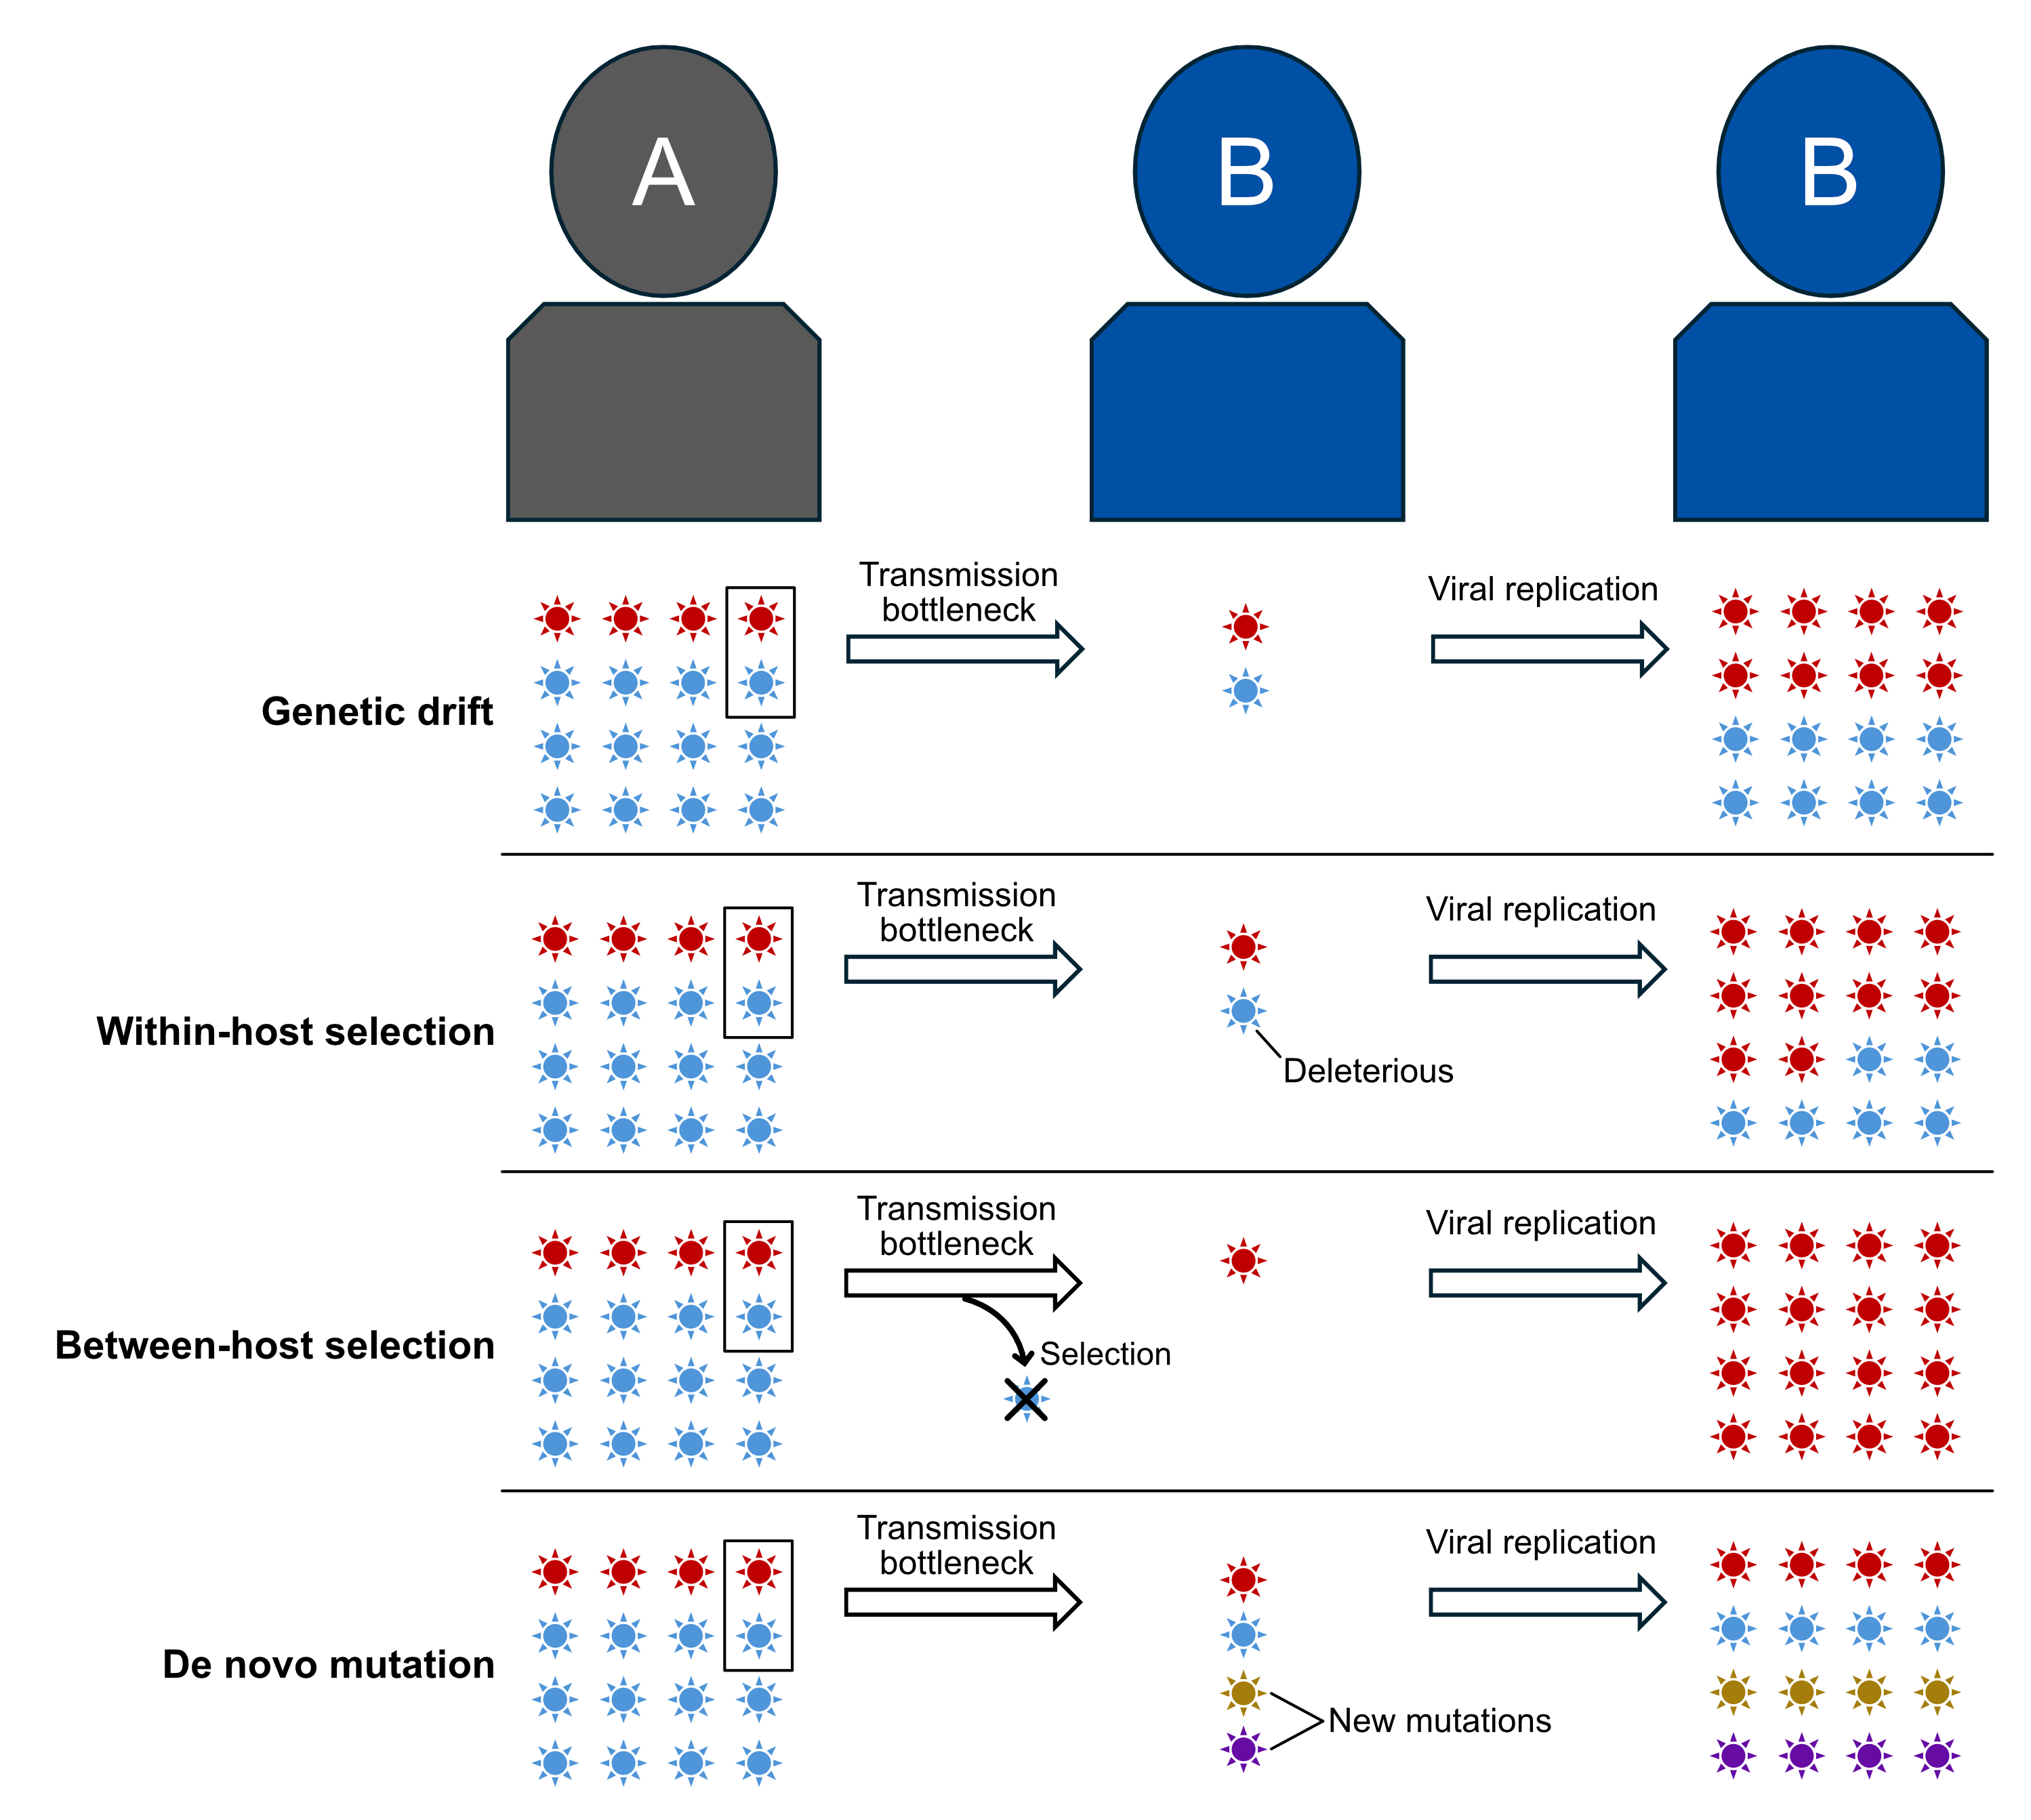 A
B
B
Transmission
bottleneck
Viral replication
Genetic drift
Transmission
bottleneck
Viral replication
Within-host selection
Deleterious
Transmission
bottleneck
Viral replication
Between-host selection
Selection
Transmission
bottleneck
Viral replication
De novo mutation
New mutations